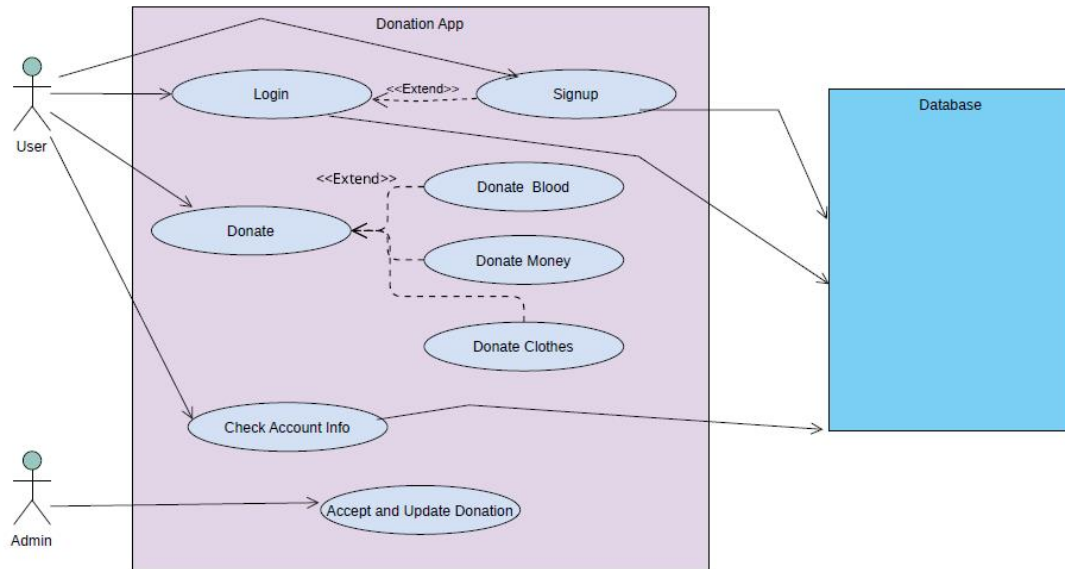 Donation App
Login
<<Extend>>
Signup
Database
User
<<Extend>>
Donate Blood
Donate
Donate Money
Donate Clothes
Check Account Info
Accept and Update Donation
Admin